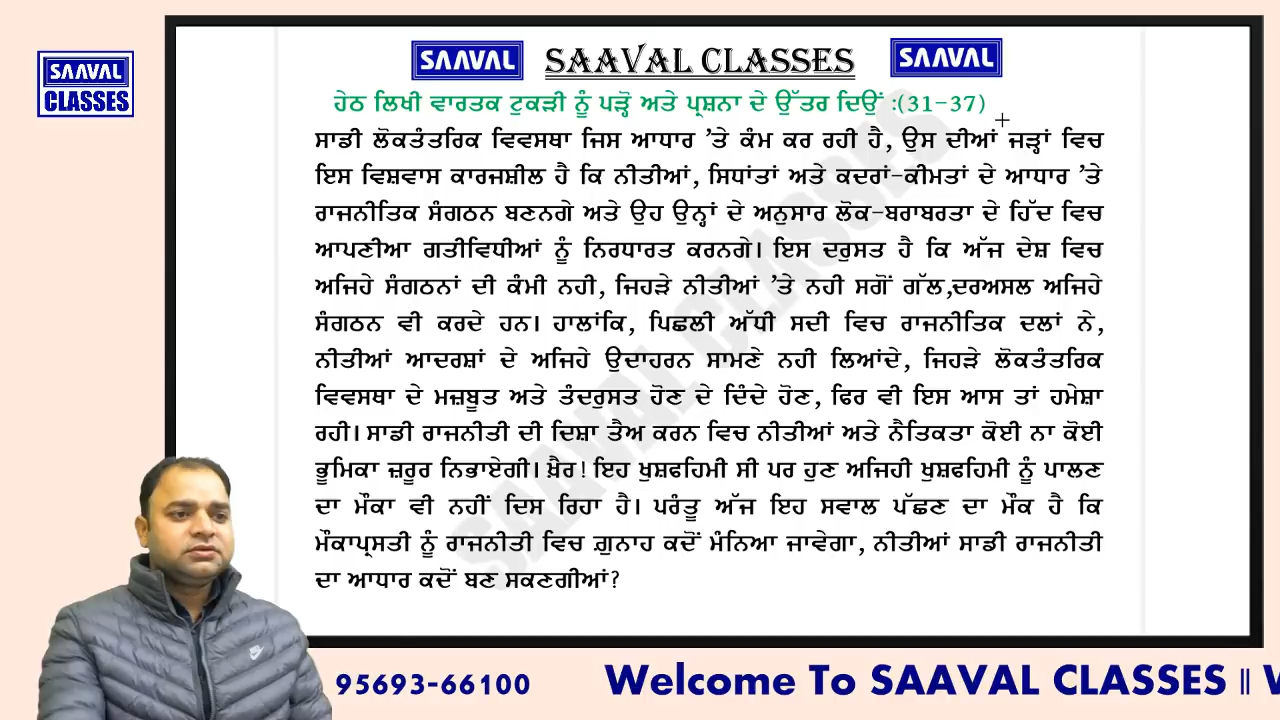 SAAVAL
SAAVAL CLASSES
SAAVAL
SAAVAL
CLASSES
ਹੇਠ ਲਿਖੀ ਵਾਰਤਕ ਟੁਕੜੀ ਨੂੰ ਪੜ੍ਹੋ ਅਤੇ ਪ੍ਰਸ਼ਨਾ ਦੇ ਉੱਤਰ ਦਿਉਂ :(31-37)
ਸਾਡੀ ਲੋਕਤੰਤਰਿਕ ਵਿਵਸਥਾ ਜਿਸ ਆਧਾਰ ’ਤੇ ਕੰਮ ਕਰ ਰਹੀ ਹੈ, ਉਸ ਦੀਆਂ ਜੜ੍ਹਾਂ ਵਿਚ
ਇਸ ਵਿਸ਼ਵਾਸ ਕਾਰਜਸ਼ੀਲ ਹੈ ਕਿ ਨੀਤੀਆਂ, ਸਿਧਾਂਤਾਂ ਅਤੇ ਕਦਰਾਂ-ਕੀਮਤਾਂ ਦੇ ਆਧਾਰ ’ਤੇ
ਰਾਜਨੀਤਿਕ ਸੰਗਠਨ ਬਣਨਗੇ ਅਤੇ ਉਹ ਉਨ੍ਹਾਂ ਦੇ ਅਨੁਸਾਰ ਲੋਕ-ਬਰਾਬਰਤਾ ਦੇ ਹਿੱਦ ਵਿਚ
ਆਪਣੀਆ ਗਤੀਵਿਧੀਆਂ ਨੂੰ ਨਿਰਧਾਰਤ ਕਰਨਗੇ। ਇਸ ਦਰੁਸਤ ਹੈ ਕਿ ਅੱਜ ਦੇਸ਼ ਵਿਚ
ਅਜਿਹੇ ਸੰਗਠਨਾਂ ਦੀ ਕੰਮੀ ਨਹੀ, ਜਿਹੜੇ ਨੀਤੀਆਂ ’ਤੇ ਨਹੀ ਸਗੋਂ ਗੱਲ,ਦਰਅਸਲ ਅਜਿਹੇ
ਸੰਗਠਨ ਵੀ ਕਰਦੇ ਹਨ। ਹਾਲਾਂਕਿ, ਪਿਛਲੀ ਅੱਧੀ ਸਦੀ ਵਿਚ ਰਾਜਨੀਤਿਕ ਦਲਾਂ ਨੇ,
ਨੀਤੀਆਂ ਆਦਰਸ਼ਾਂ ਦੇ ਅਜਿਹੇ ਉਦਾਹਰਨ ਸਾਮਣੇ ਨਹੀ ਲਿਆਂਦੇ, ਜਿਹੜੇ ਲੋਕਤੰਤਰਿਕ
ਵਿਵਸਥਾ ਦੇ ਮਜ਼ਬੂਤ ਅਤੇ ਤੰਦਰੁਸਤ ਹੋਣ ਦੇ ਦਿੰਦੇ ਹੋਣ, ਫਿਰ ਵੀ ਇਸ ਆਸ ਤਾਂ ਹਮੇਸ਼ਾ
ਰਹੀ। ਸਾਡੀ ਰਾਜਨੀਤੀ ਦੀ ਦਿਸ਼ਾ ਤੈਅ ਕਰਨ ਵਿਚ ਨੀਤੀਆਂ ਅਤੇ ਨੈਤਿਕਤਾ ਕੋਈ ਨਾ ਕੋਈ
ਭੂਮਿਕਾ ਜ਼ਰੂਰ ਨਿਭਾਏਗੀ। ਖ਼ੈਰ! ਇਹ ਖੁਸ਼ਫਹਿਮੀ ਸੀ ਪਰ ਹੁਣ ਅਜਿਹੀ ਖੁਸ਼ਫਹਿਮੀ ਨੂੰ ਪਾਲਣ
ਦਾ ਮੌਕਾ ਵੀ ਨਹੀਂ ਦਿਸ ਰਿਹਾ ਹੈ। ਪਰੰਤੂ ਅੱਜ ਇਹ ਸਵਾਲ ਪੱਛਣ ਦਾ ਮੌਕ ਹੈ ਕਿ
ਮੌਕਾਪ੍ਰਸਤੀ ਨੂੰ ਰਾਜਨੀਤੀ ਵਿਚ ਗ਼ੁਨਾਹ ਕਦੋਂ ਮੰਨਿਆ ਜਾਵੇਗਾ, ਨੀਤੀਆਂ ਸਾਡੀ ਰਾਜਨੀਤੀ
ਦਾ ਆਧਾਰ ਕਦੋਂ ਬਣ ਸਕਣਗੀਆਂ?
SAAVAL CLASSES
95693-66100
Welcome To SAAVAL CLASSES ||